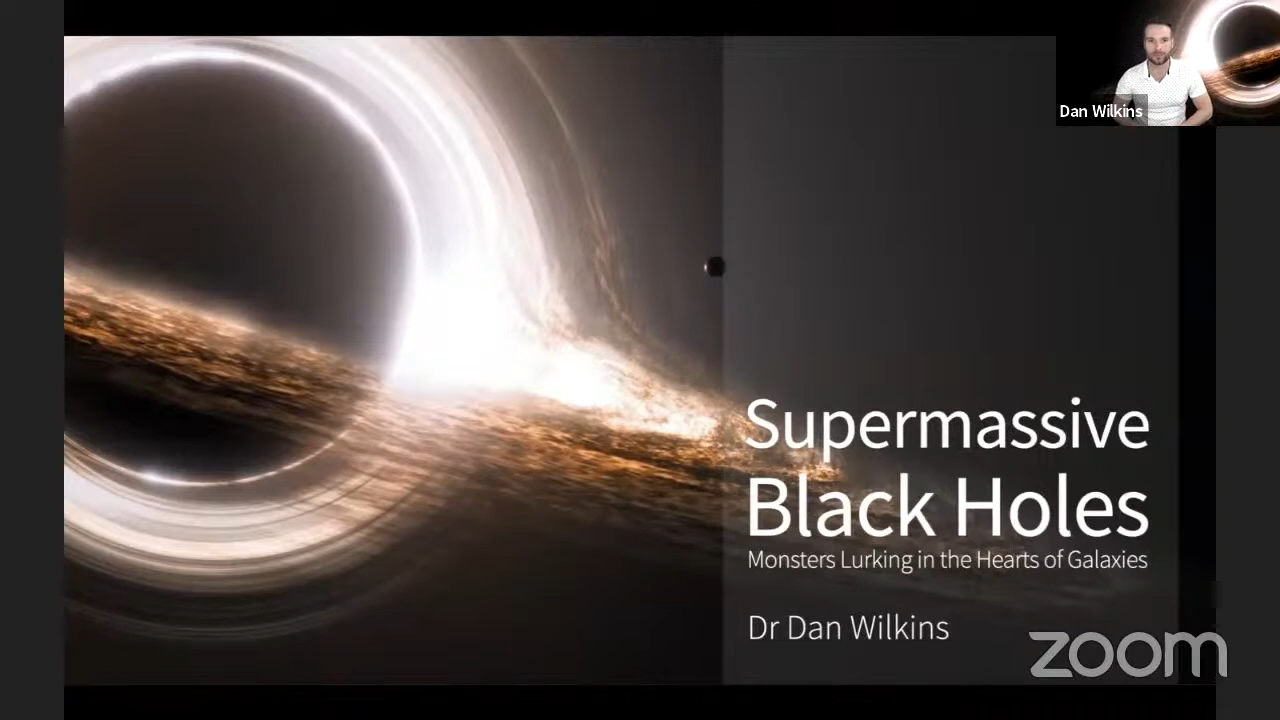 Dan Wilkins
Supermassive
Black Holes
Monsters Lurking in the Hearts of Galaxies
Dr Dan Wilkins
zoom